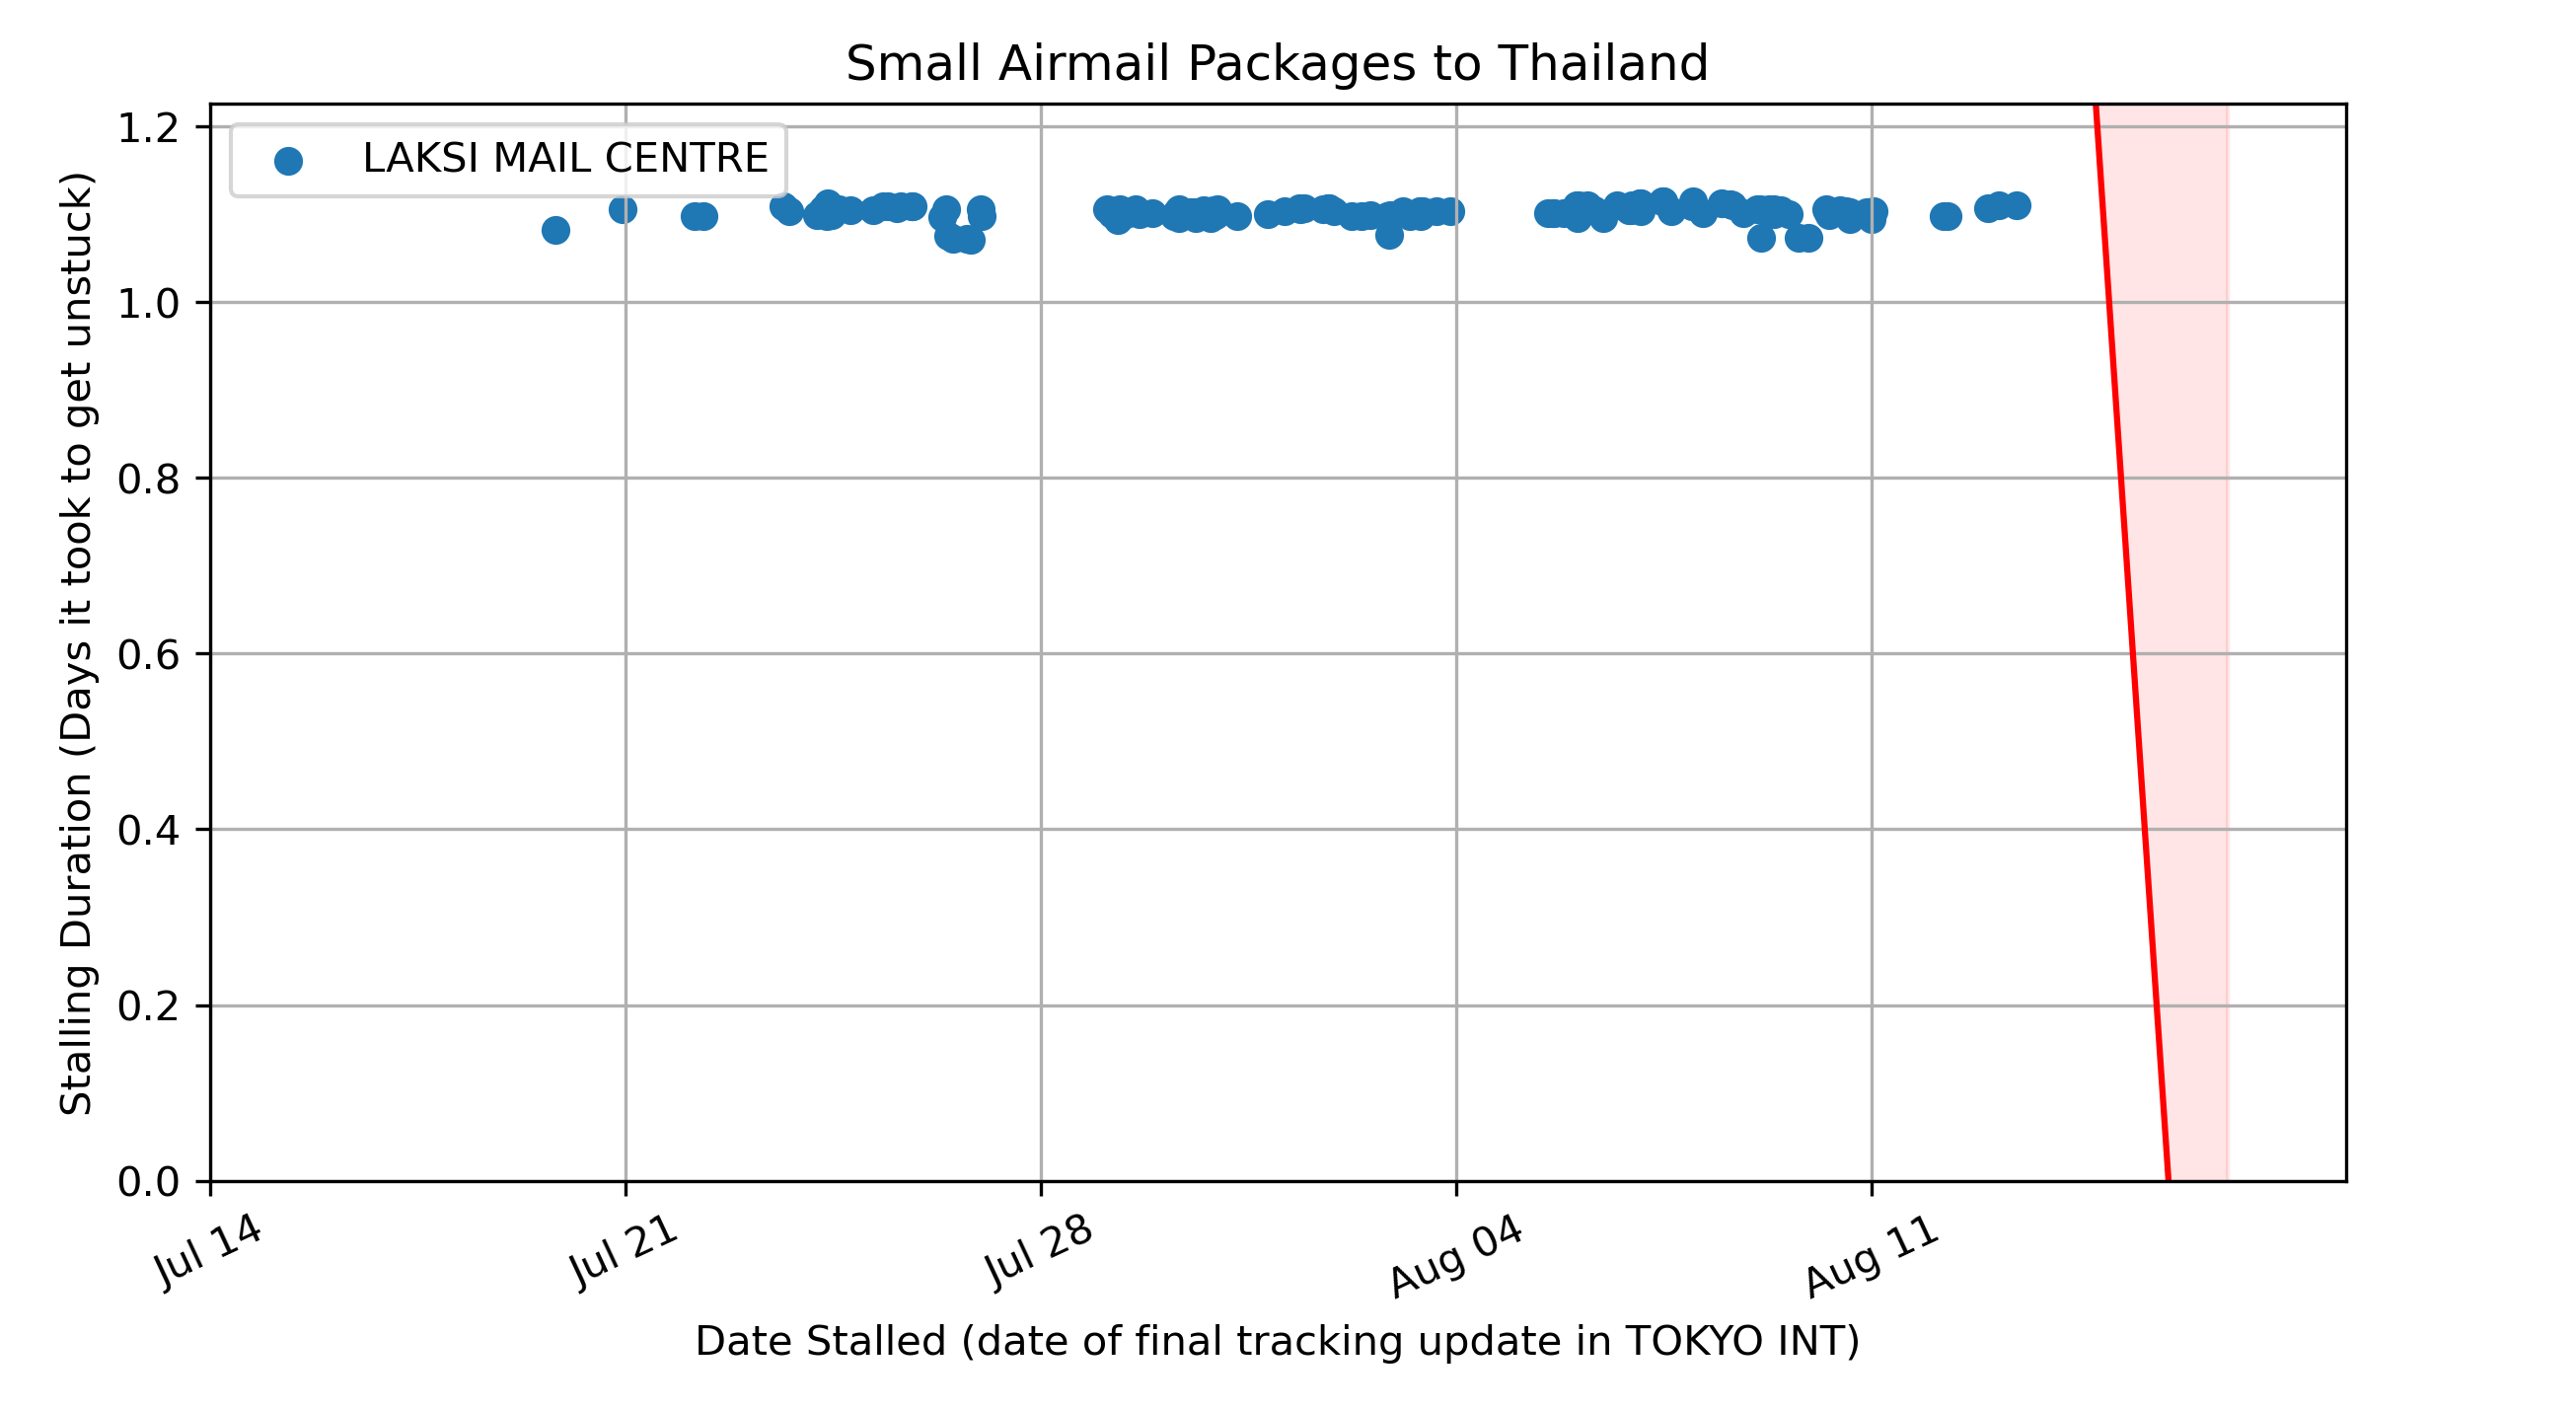 Small Airmail Packages to Thailand
LAKSI MAIL CENTRE
Stalling Duration (Days it took to get unstuck)
1.2
1.0
0.8
0.6
0.4
0.2
0.0
Jul 14
Jul 21
Jul 28
Aug 04
Aug 11
Date Stalled (date of final tracking update in TOKYO INT)